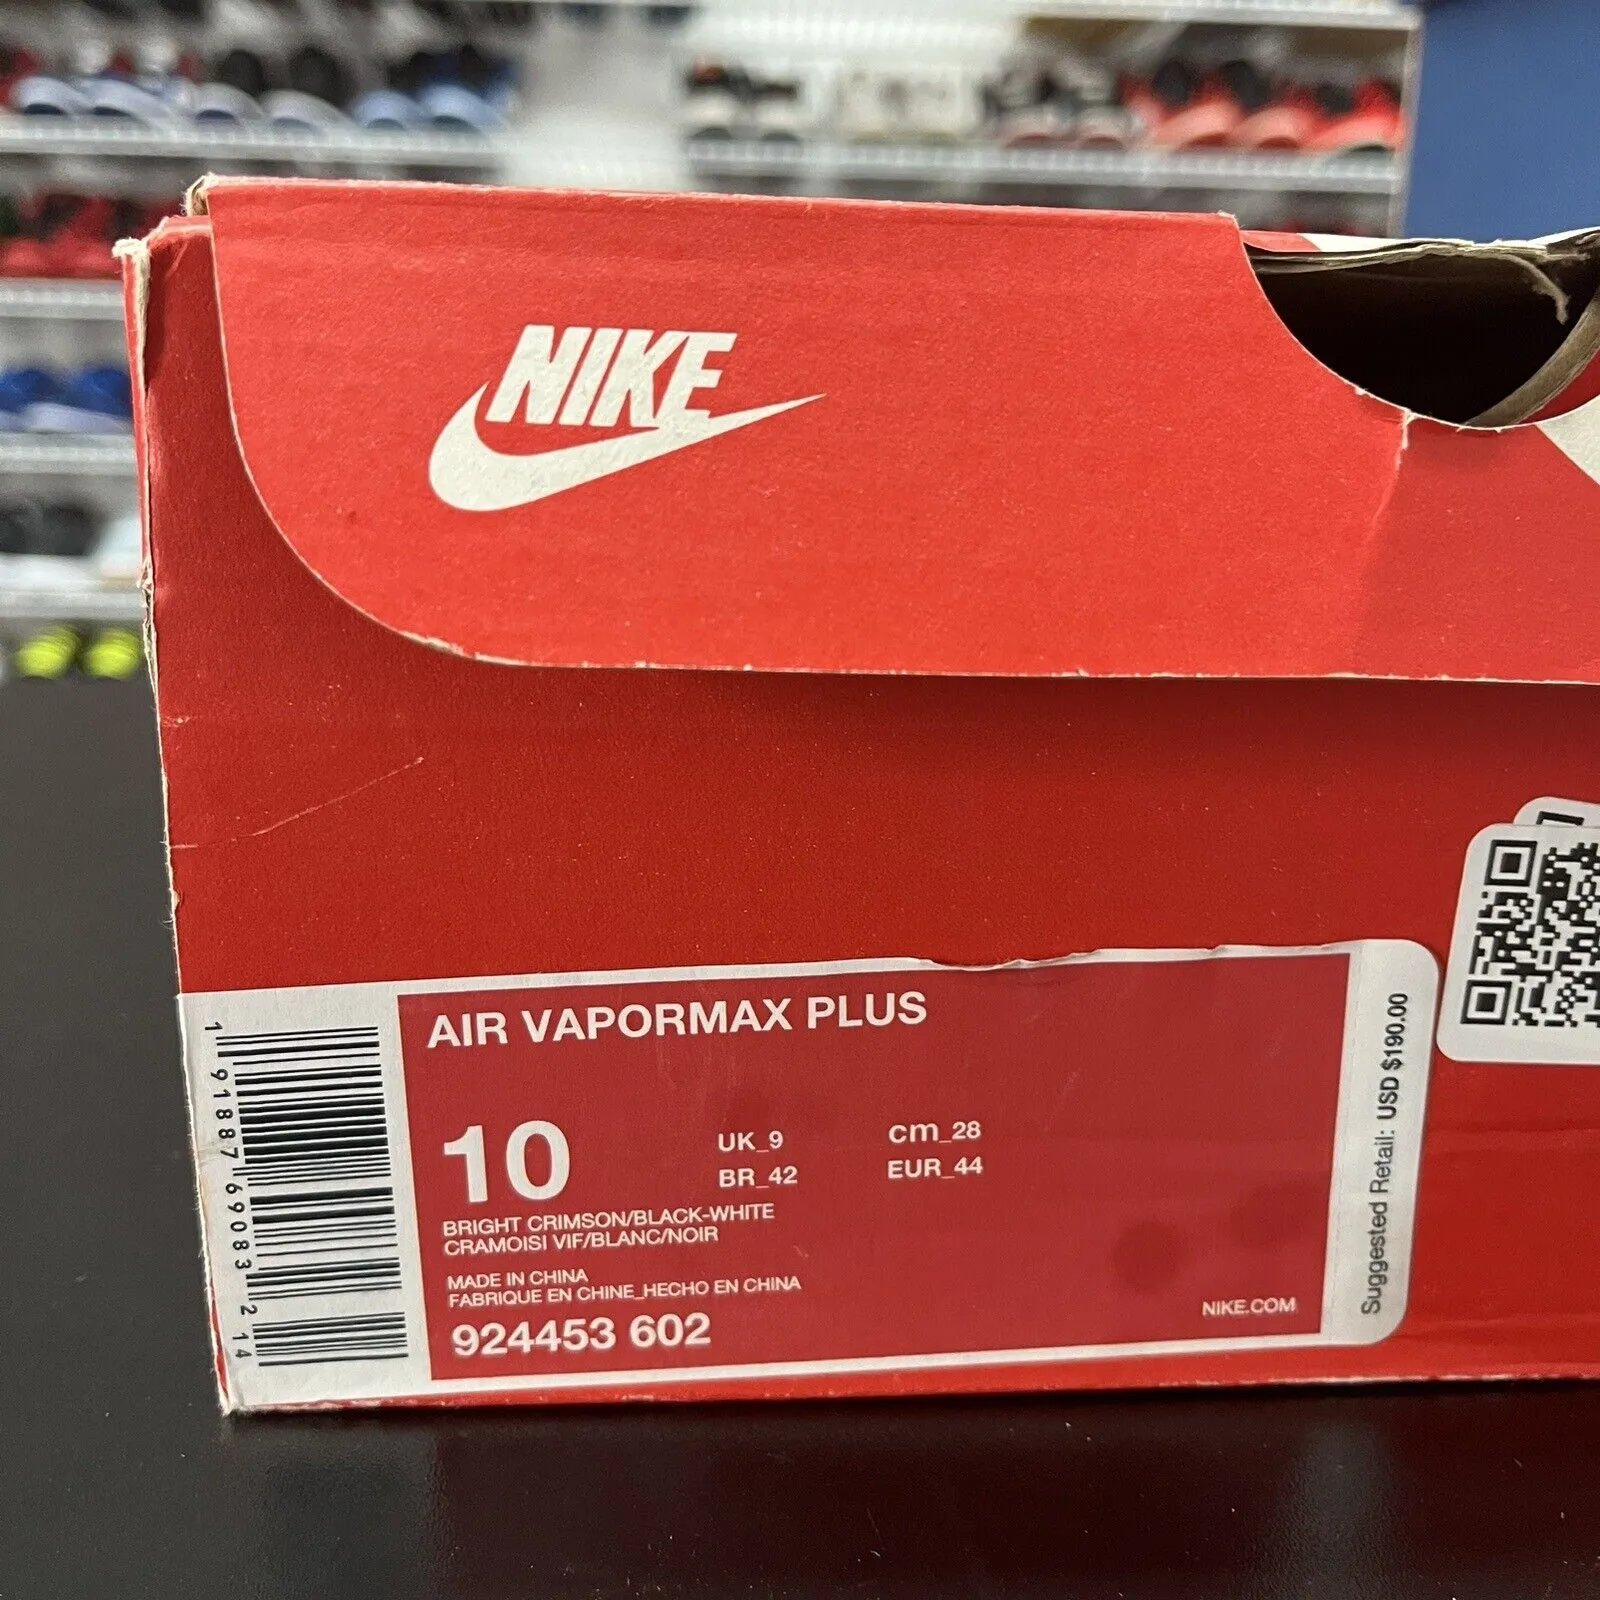 NIKE
AIR VAPORMAX PLUS
10
UK_9
cm_28
BR_42
EUR_44
BRIGHT CRIMSON/BLACK-WHITE
CRAMOISI VIF/BLANC/NOIR
MADE IN CHINA
FABRIQUE EN CHINE_HECHO EN CHINA
924453 602
NIKE.COM
1 91887 69083 2 14
Suggested Retail: USD $190.00